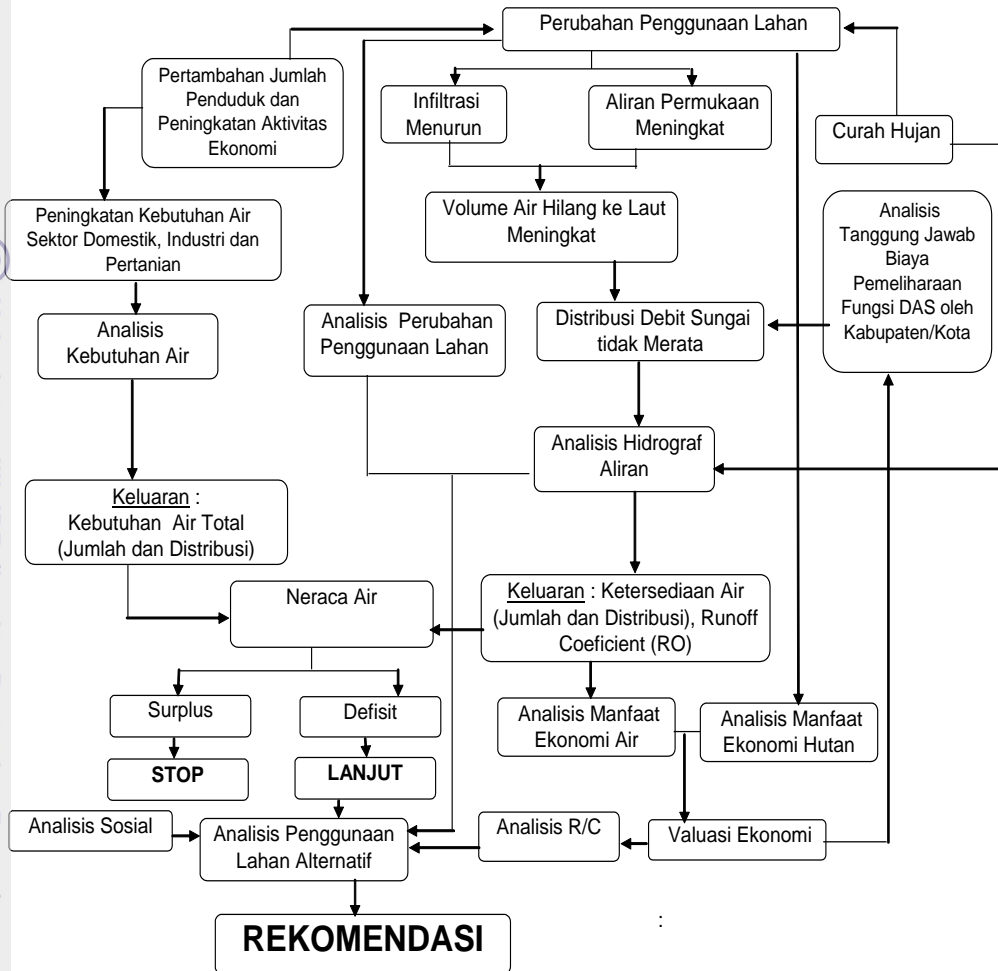 Perubahan Penggunaan Lahan
Pertambahan Jumlah
Penduduk dan
Peningkatan Aktivitas
Ekonomi
Infiltrasi
Menurun
Aliran Permukaan
Meningkat
Curah Hujan
Peningkatan Kebutuhan Air
Sektor Domestik, Industri dan
Pertanian
Volume Air Hilang ke Laut
Meningkat
Analisis
Tanggung Jawab
Biaya
Pemeliharaan
Fungsi DAS oleh
Kabupaten/Kota
Analisis
Kebutuhan Air
Analisis Perubahan
Penggunaan Lahan
Distribusi Debit Sungai
tidak Merata
Analisis Hidrograf
Aliran
Keluaran :
Kebutuhan Air Total
(Jumlah dan Distribusi)
Neraca Air
Keluaran : Ketersediaan Air
(Jumlah dan Distribusi), Runoff
Coeficient (RO)
Surplus
Defisit
Analisis Manfaat
Ekonomi Air
Analisis Manfaat
Ekonomi Hutan
STOP
LANJUT
Analisis Sosial
Analisis Penggunaan
Lahan Alternatif
Analisis R/C
Valuasi Ekonomi
REKOMENDASI
: